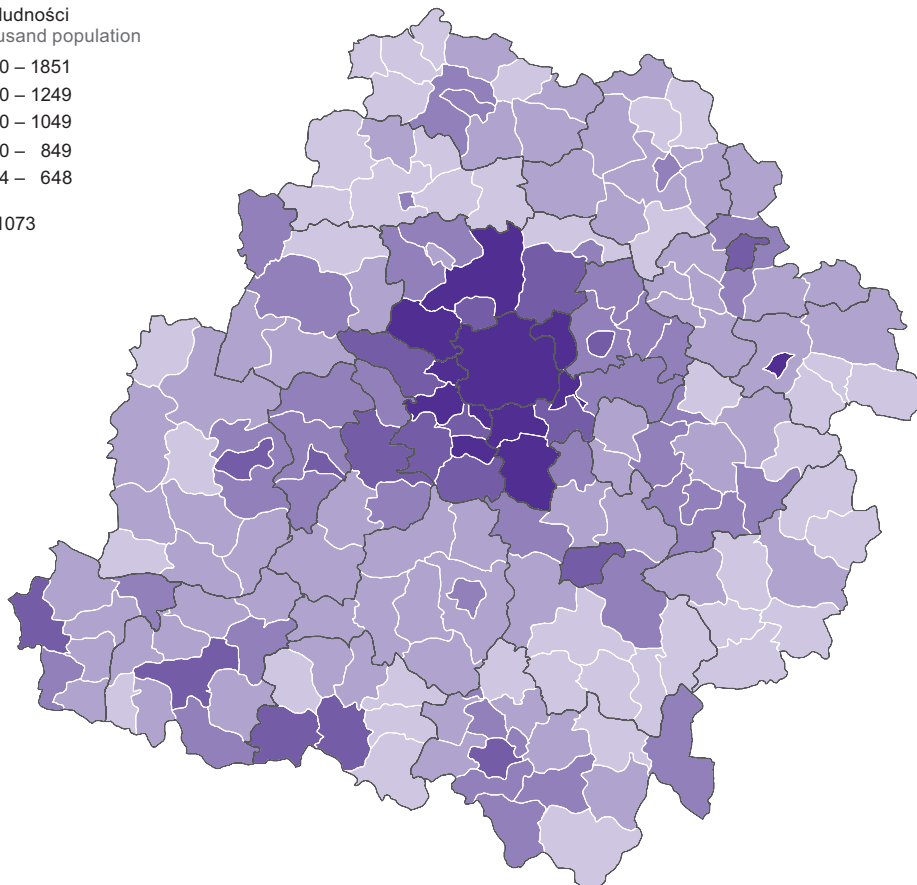 ludności
usand population
0 – 1851
0 – 1249
0 – 1049
0 – 849
4 – 648
1073